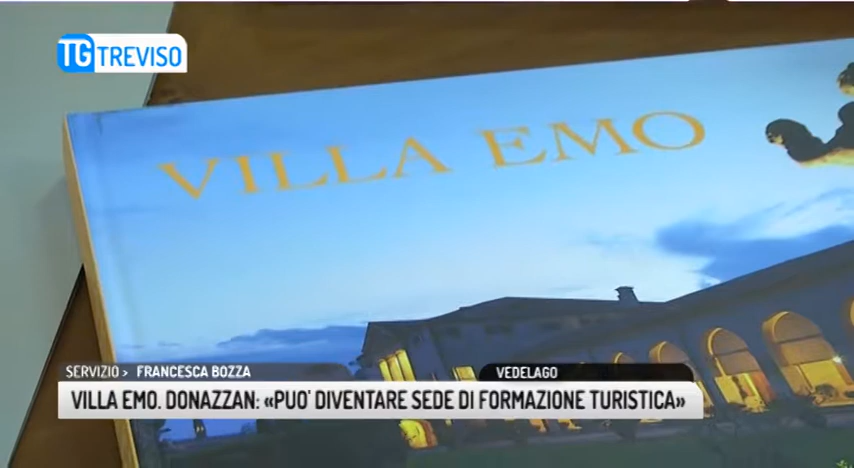 TG TREVISO
VILLA EMO
SERVIZIO > FRANCESCA BOZZA
VEDELAGO
VILLA EMO. DONAZZAN: «PUO' DIVENTARE SEDE DI FORMAZIONE TURISTICA»